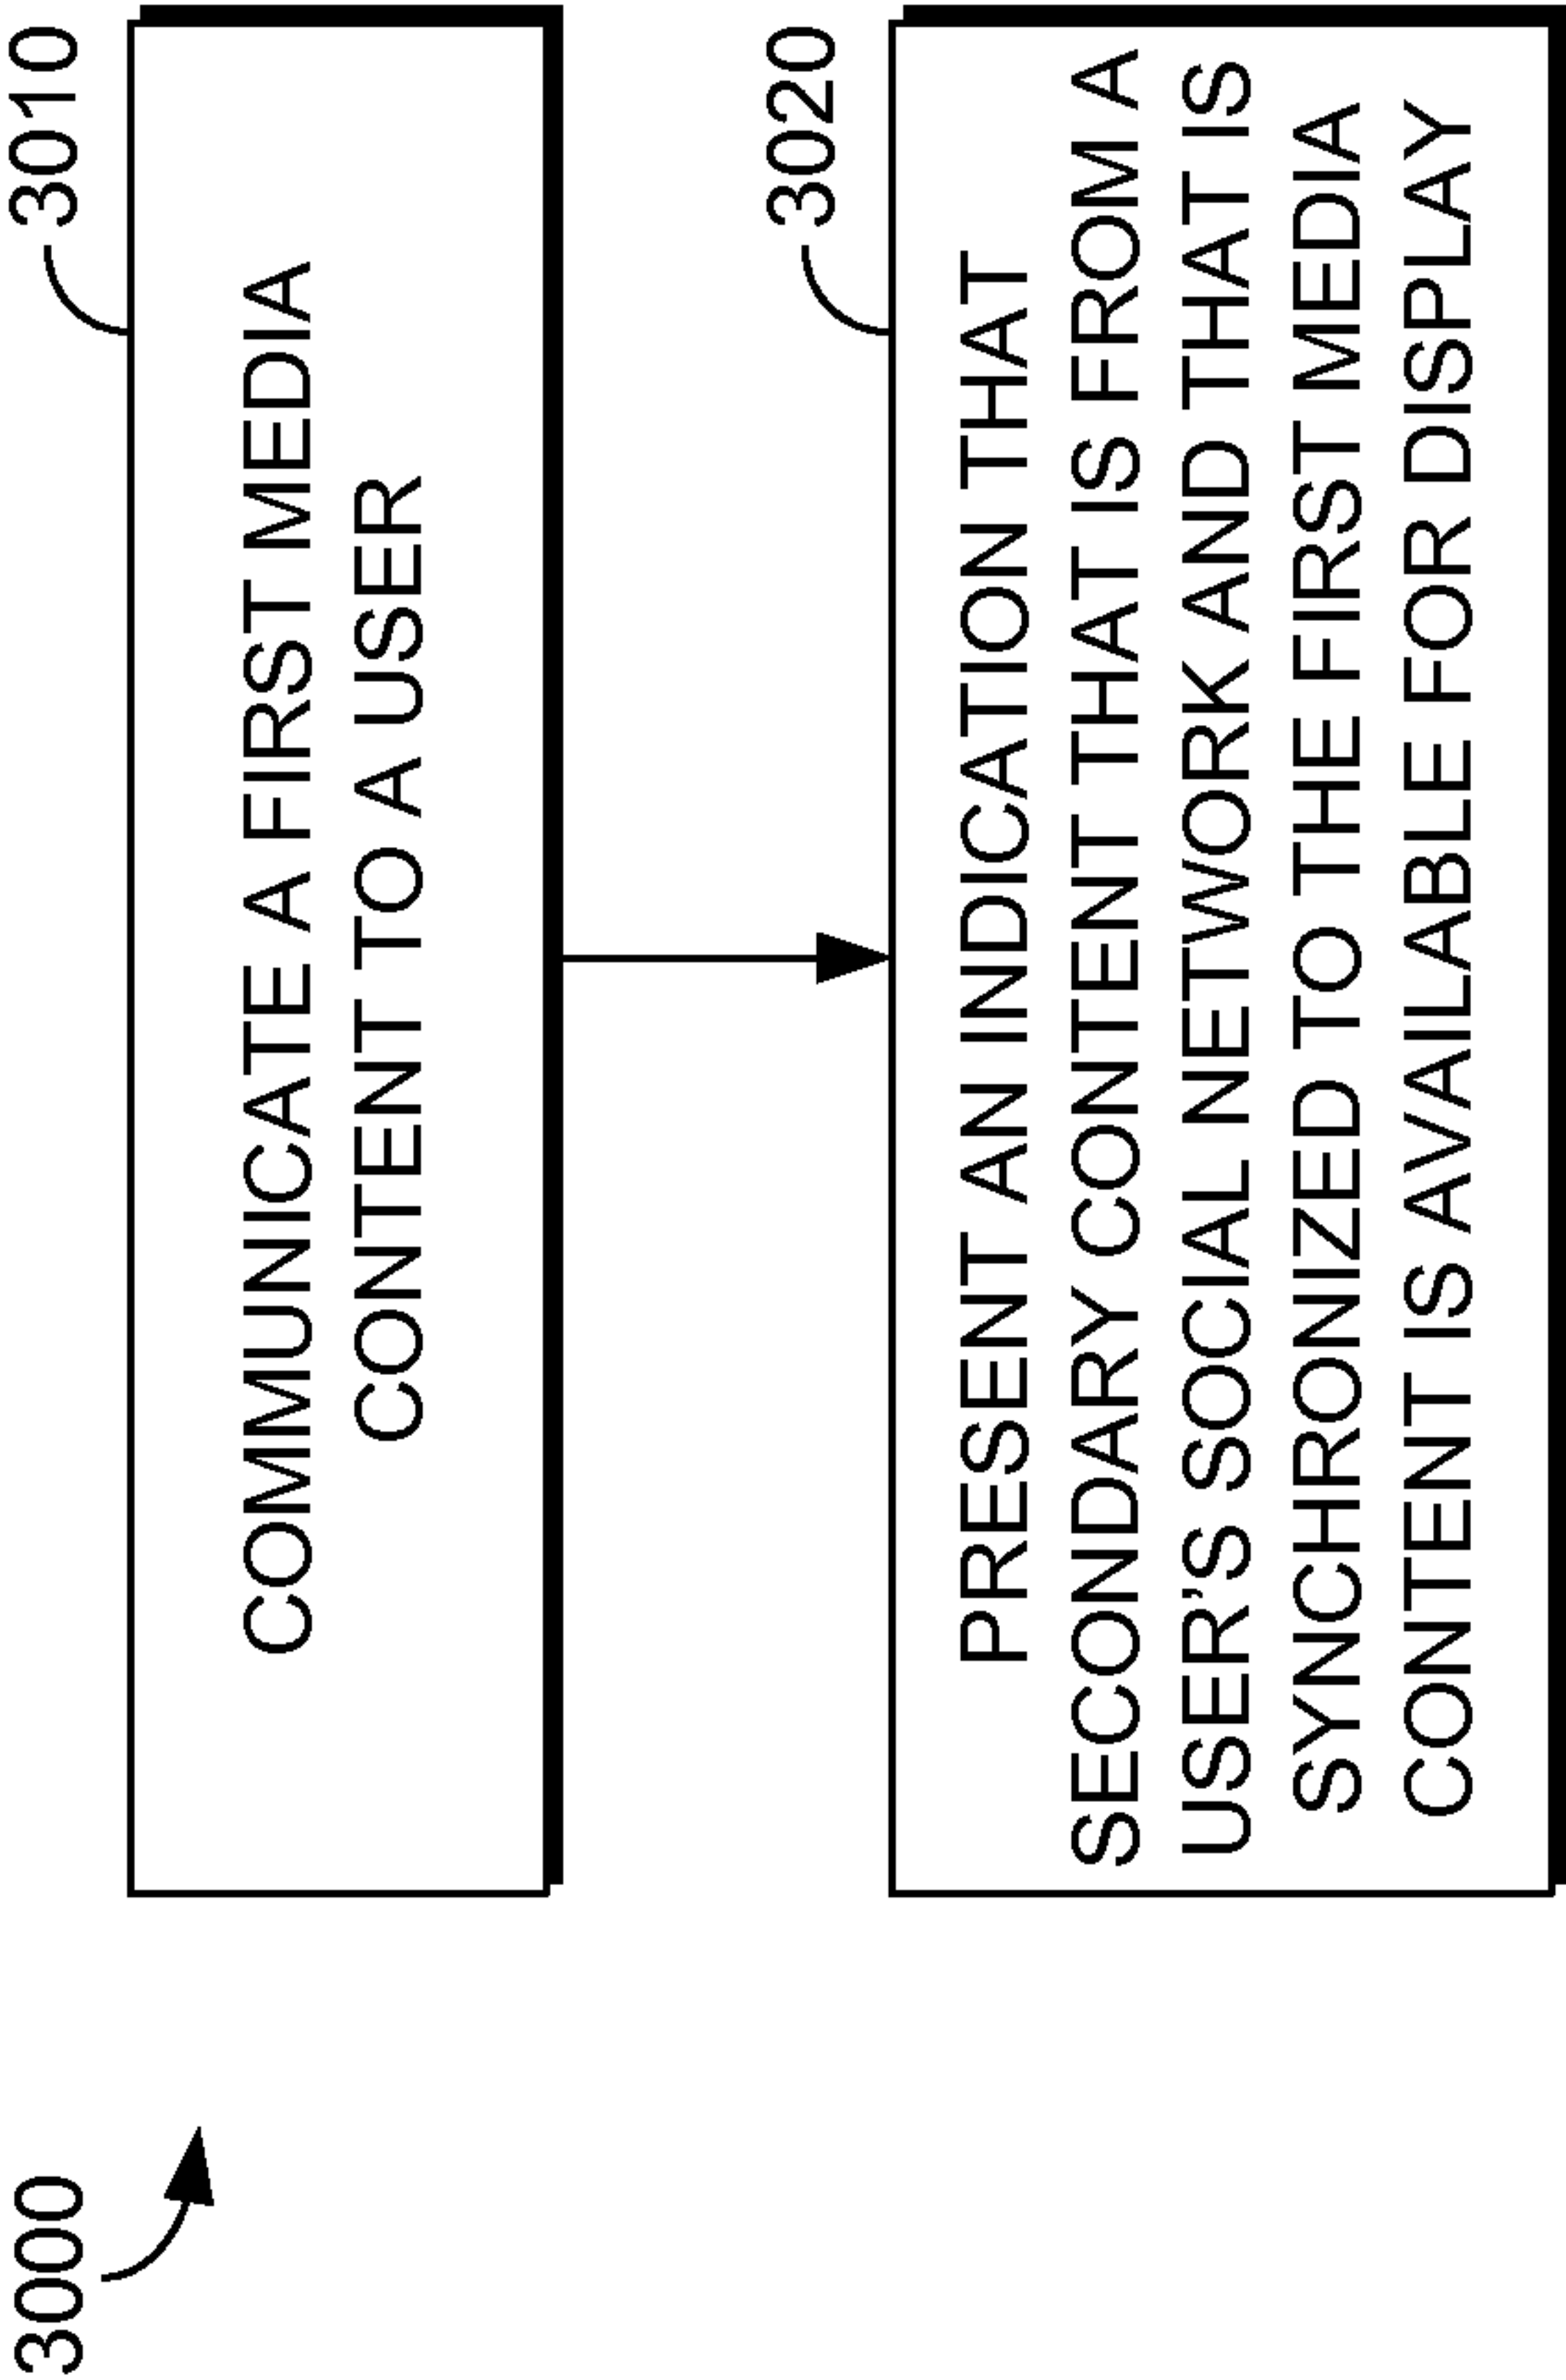 3000
3010
COMMUNICATE A FIRST MEDIA
CONTENT TO A USER
3020
PRESENT AN INDICATION THAT
SECONDARY CONTENT THAT IS FROM A
USER'S SOCIAL NETWORK AND THAT IS
SYNCHRONIZED TO THE FIRST MEDIA
CONTENT IS AVAILABLE FOR DISPLAY